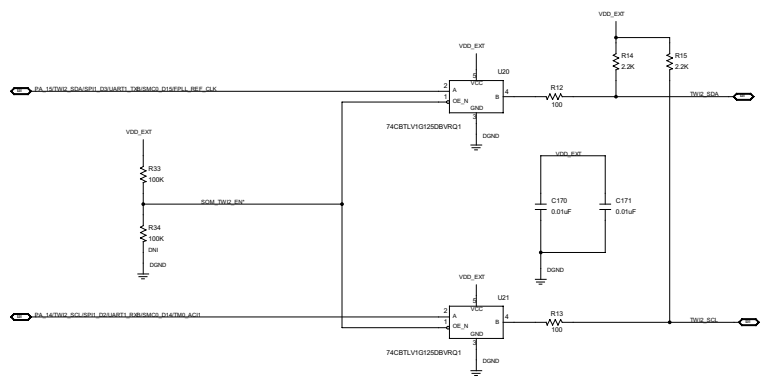 VDD_EXT
R14
2.2K
R15
2.2K
VDD_EXT
U20
5
VCC
PA_15/TWI2_SDA/SPI1_D3/UART1_TXB/SMC0_D15/FPLL_REF_CLK
2
A
1
OE_N
B
4
GND
3
R12
100
TWI2_SDA
74CBTLV1G125DBVRQ1
DGND
VDD_EXT
R33
100K
SOM_TWI2_EN*
R34
100K
DNI
DGND
VDD_EXT
C170
0.01uF
C171
0.01uF
DGND
VDD_EXT
U21
5
VCC
PA_14/TWI2_SCL/SPI1_D2/UART1_RXB/SMC0_D14/TM0_ACI1
2
A
1
OE_N
B
4
GND
3
R13
100
TWI2_SCL
74CBTLV1G125DBVRQ1
DGND